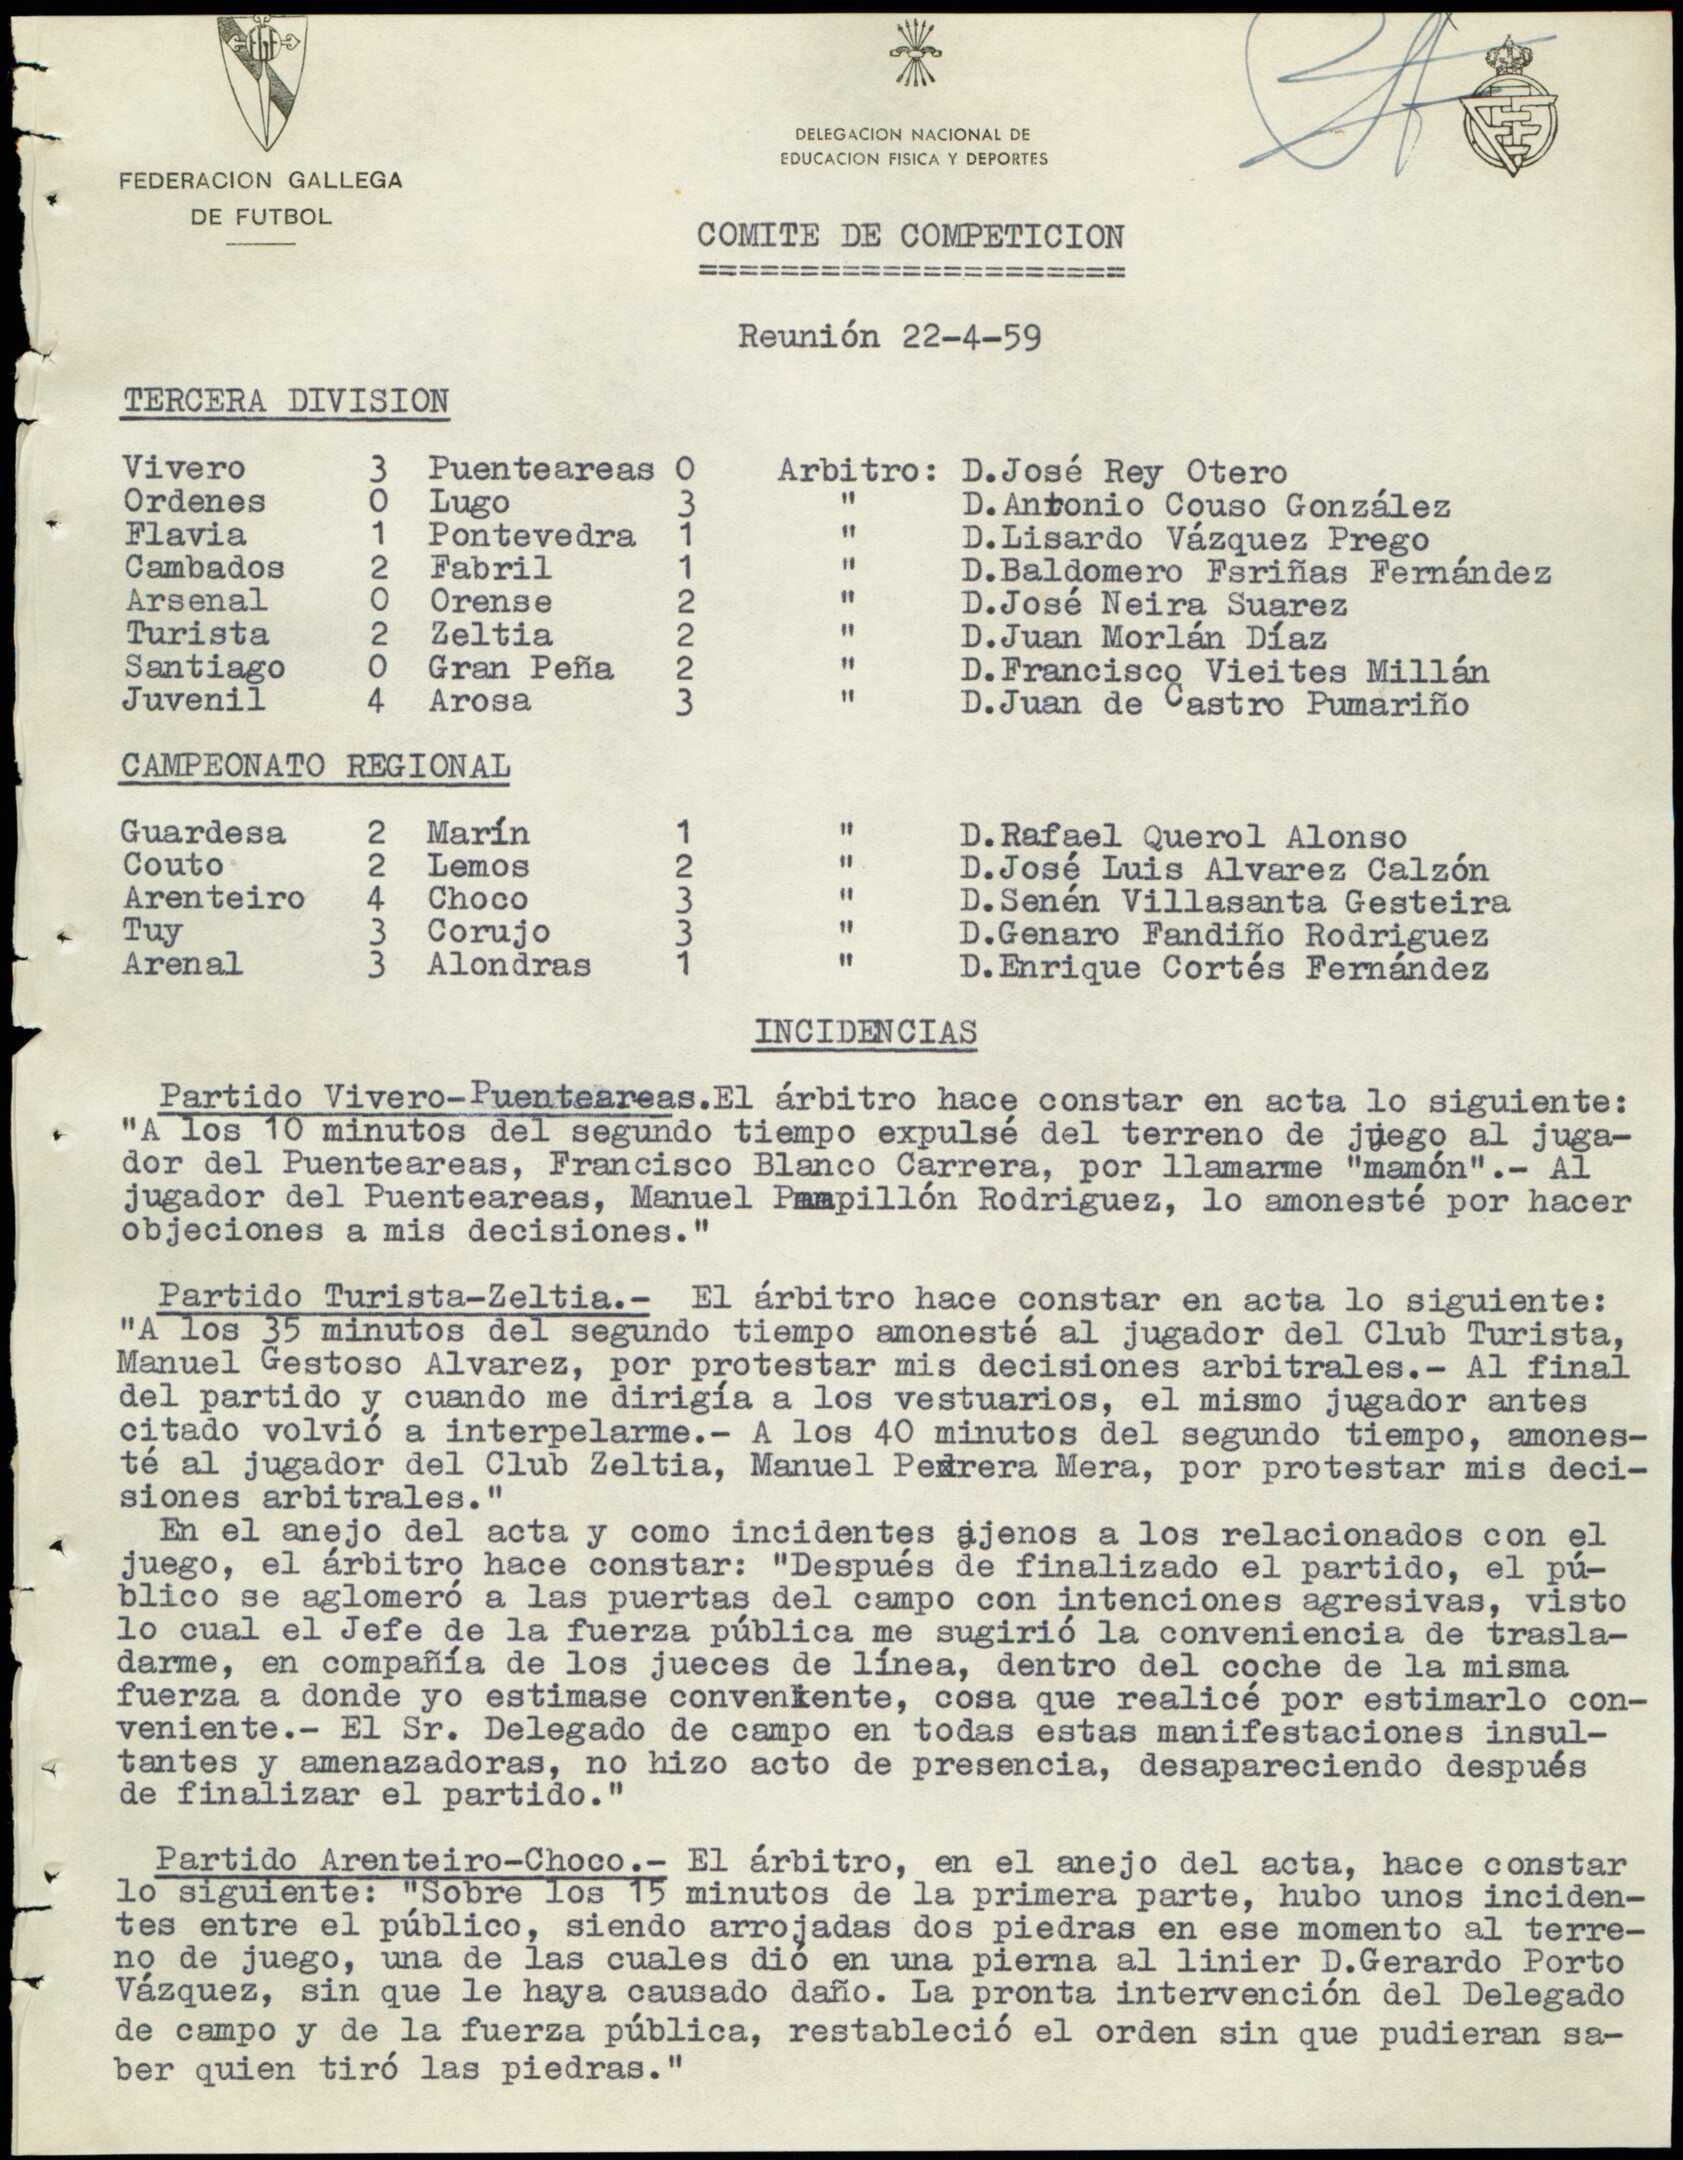 FEDERACION GALLEGA
DE FUTBOL
DELEGACION NACIONAL DE
EDUCACION FISICA Y DEPORTES
COMITE DE COMPETICION
=====================
Reunión 22-4-59
TERCERA DIVISION
Vivero 3 Puenteareas 0 Arbitro: D.José Rey Otero
Ordenes 0 Lugo 3 " D.Antonio Couso González
Flavia 1 Pontevedra 1 " D.Lisardo Vázquez Prego
Cambados 2 Fabril 1 " D.Baldomero Fsriñas Fernández
Arsenal 0 Orense 2 " D.José Neira Suarez
Turista 2 Zeltia 2 " D.Juan Morlán Díaz
Santiago 0 Gran Peña 2 " D.Francisco Vieites Millán
Juvenil 4 Arosa 3 " D.Juan de Castro Pumariño
CAMPEONATO REGIONAL
Guardesa 2 Marín 1 " D.Rafael Querol Alonso
Couto 2 Lemos 2 " D.José Luis Alvarez Calzón
Arenteiro 4 Choco 3 " D.Senén Villasanta Gesteira
Tuy 3 Corujo 3 " D.Genaro Fandiño Rodriguez
Arenal 3 Alondras 1 " D.Enrique Cortés Fernández
INCIDENCIAS
Partido Vivero-Puenteareas.El árbitro hace constar en acta lo siguiente:
"A los 10 minutos del segundo tiempo expulsé del terreno de juego al juga-
dor del Puenteareas, Francisco Blanco Carrera, por llamarme "mamón".- Al
jugador del Puenteareas, Manuel Rodriguez, lo amonesté por hacer
objeciones a mis decisiones."
Partido Turista-Zeltia.- El árbitro hace constar en acta lo siguiente:
"A los 35 minutos del segundo tiempo amonesté al jugador del Club Turista,
Manuel Gestoso Alvarez, por protestar mis decisiones arbitrales.- Al final
del partido y cuando me dirigía a los vestuarios, el mismo jugador antes
citado volvió a interpelarme.- A los 40 minutos del segundo tiempo, amones-
té al jugador del Club Zeltia, Manuel Mera, por protestar mis deci-
siones arbitrales."
En el anejo del acta y como incidentes ajenos a los relacionados con el
juego, el árbitro hace constar: "Después de finalizado el partido, el pú-
blico se aglomeró a las puertas del campo con intenciones agresivas, visto
lo cual el Jefe de la fuerza pública me sugirió la conveniencia de trasla-
darme, en compañía de los jueces de línea, dentro del coche de la misma
fuerza a donde yo estimase conveniente, cosa que realicé por estimarlo con-
veniente.- El Sr. Delegado de campo en todas estas manifestaciones insul-
tantes y amenazadoras, no hizo acto de presencia, desapareciendo después
de finalizar el partido."
Partido Arenteiro-Choco.- El árbitro, en el anejo del acta, hace constar
lo siguiente: "Sobre los 15 minutos de la primera parte, hubo unos inciden-
tes entre el público, siendo arrojadas dos piedras en ese momento al terre-
no de juego, una de las cuales dió en una pierna al linier D.Gerardo Porto
Vázquez, sin que le haya causado daño. La pronta intervención del Delegado
de campo y de la fuerza pública, restableció el orden sin que pudieran sa-
ber quien tiró las piedras."